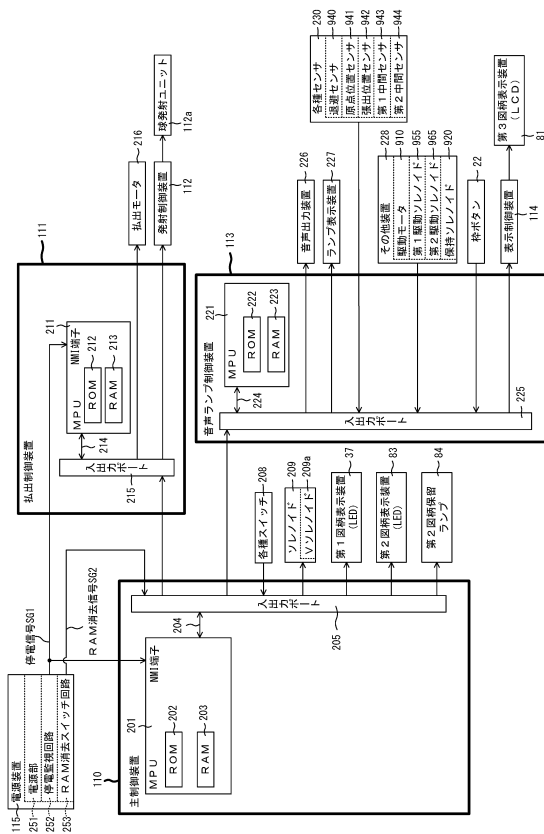 電源装置
115
電源部
251
停電監視回路
252
RAM消去スイッチ回路
253
停電信号SG1
RAM消去信号SG2
110
主制御装置
MPU
201
NMI端子
ROM
202
RAM
203
204
入出力ポート
205
払出制御装置
111
MPU
211
NMI端子
ROM
212
RAM
213
214
入出力ポート
215
払出モータ
216
発射制御装置
112
球発射ユニット
112a
各種スイッチ
208
ソレノイド
209
Vソレノイド
209a
第1図柄表示装置
(LED)
37
第2図柄表示装置
(LED)
83
第2図柄保留
ランプ
84
音声ランプ制御装置
113
MPU
221
ROM
222
RAM
223
224
入出力ポート
225
音声出力装置
226
ランプ表示装置
227
各種センサ
230
退避センサ
940
原点位置センサ
941
張出位置センサ
942
第1中間センサ
943
第2中間センサ
944
その他装置
228
駆動モータ
910
第1駆動ソレノイド
955
第2駆動ソレノイド
965
保持ソレノイド
920
枠ボタン
22
表示制御装置
114
第3図柄表示装置
(LCD)
81